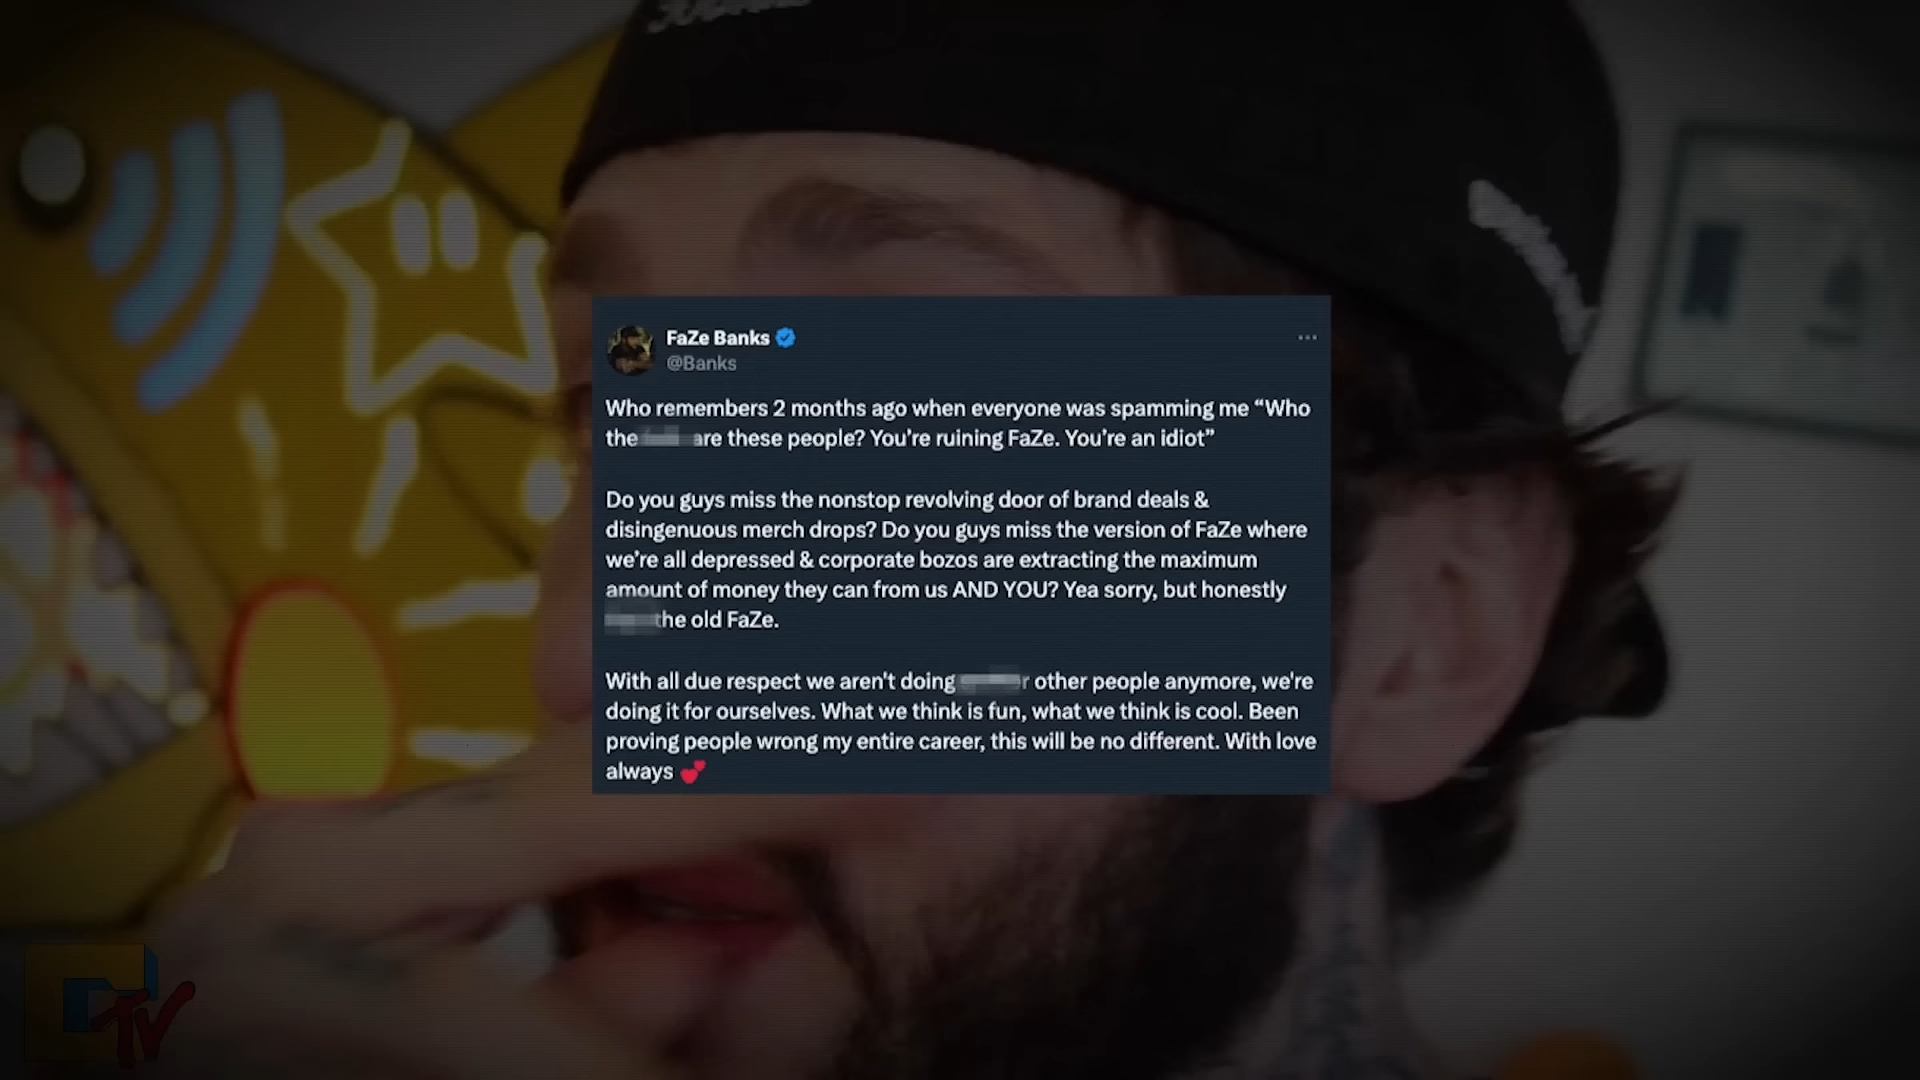 FaZe Banks
@Banks
Who remembers 2 months ago when everyone was spamming me “Who
the are these people? You’re ruining FaZe. You’re an idiot”
Do you guys miss the nonstop revolving door of brand deals &
disingenuous merch drops? Do you guys miss the version of FaZe where
we’re all depressed & corporate bozos are extracting the maximum
amount of money they can from us AND YOU? Yea sorry, but honestly
the old FaZe.
With all due respect we aren't doing other people anymore, we're
doing it for ourselves. What we think is fun, what we think is cool. Been
proving people wrong my entire career, this will be no different. With love
always 💕
TV